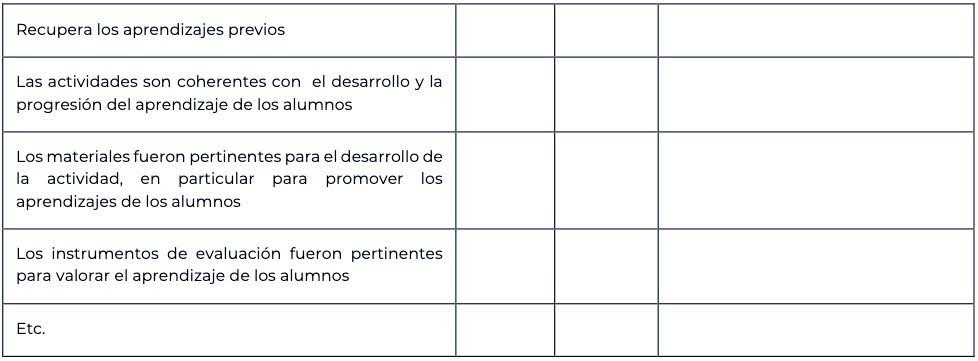 Recupera los aprendizajes previos
Las actividades son coherentes con el desarrollo y la
progresión del aprendizaje de los alumnos
Los materiales fueron pertinentes para el desarrollo de
la actividad, en particular para promover los
aprendizajes de los alumnos
Los instrumentos de evaluación fueron pertinentes
para valorar el aprendizaje de los alumnos
Etc.